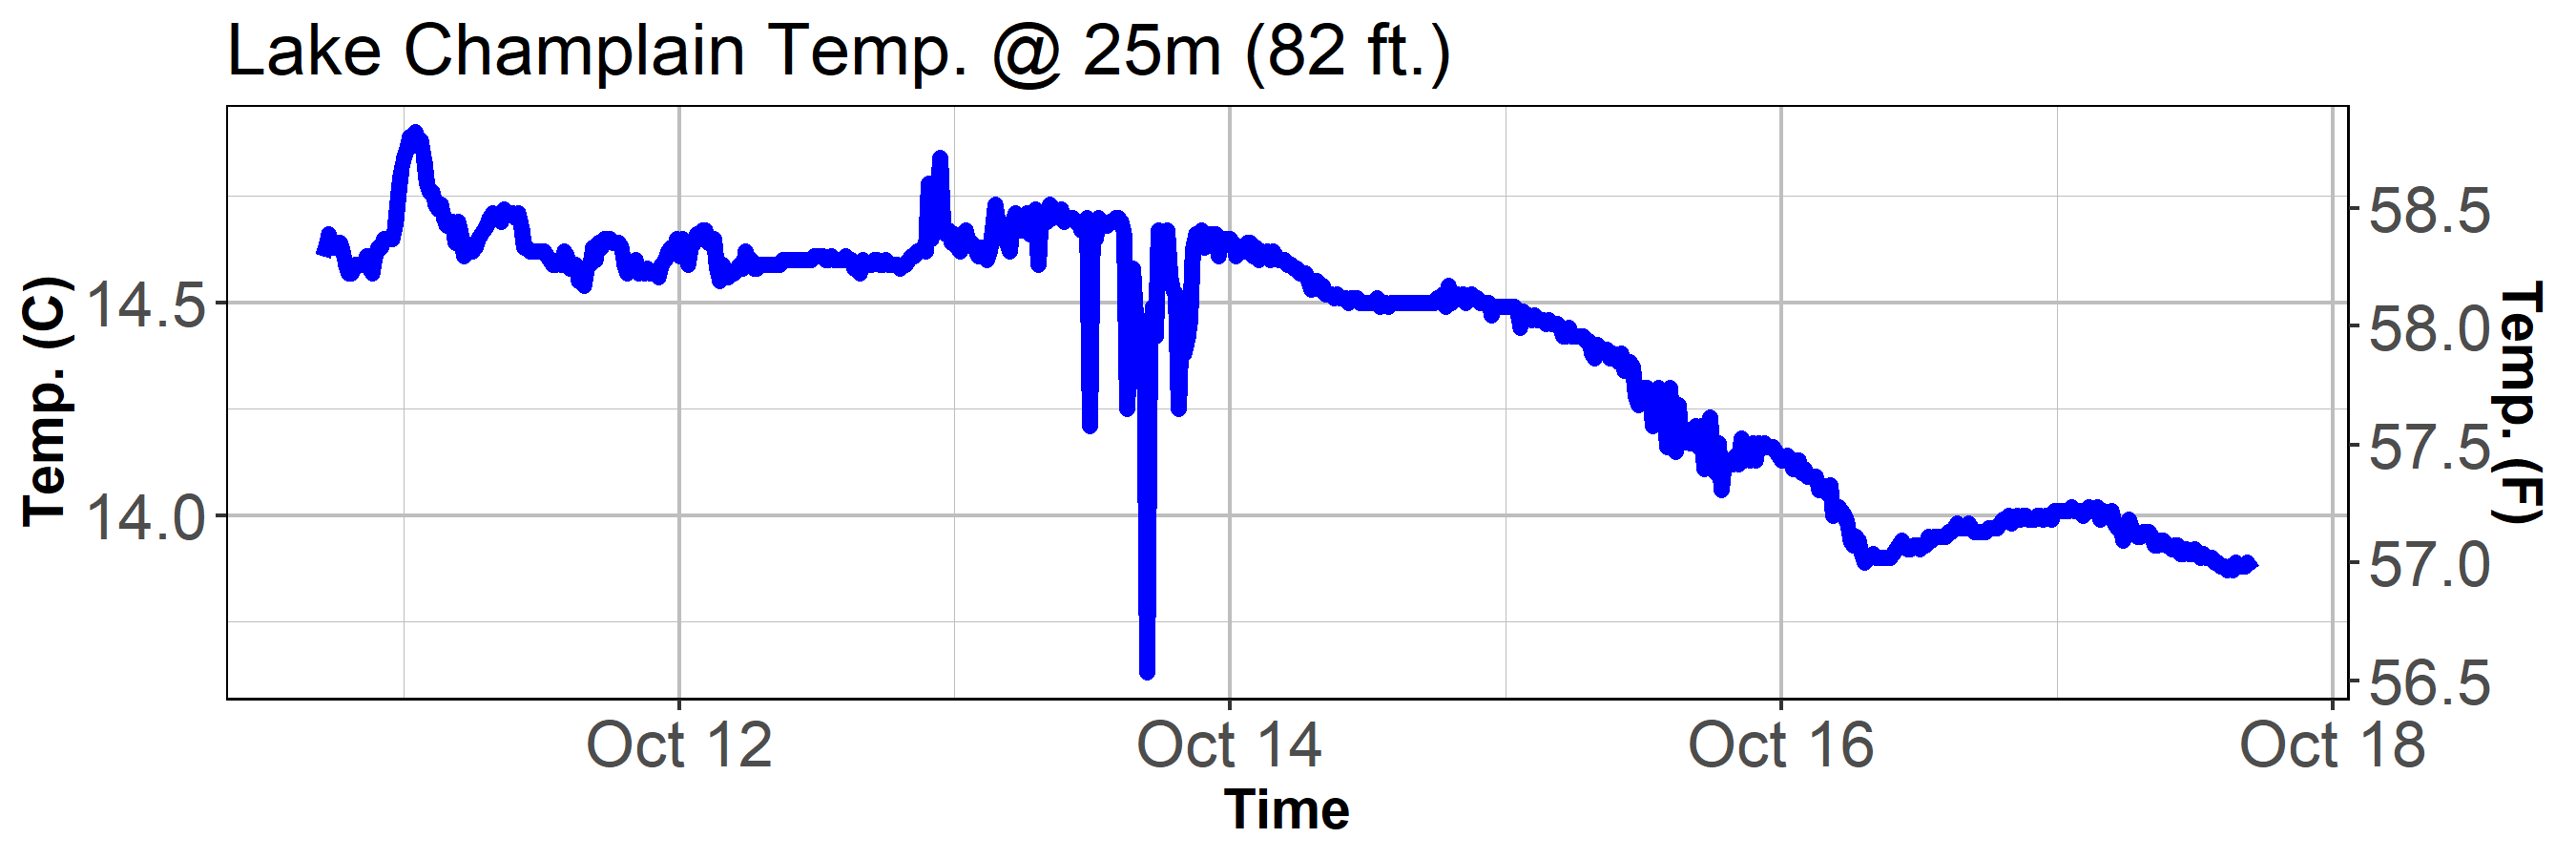 Lake Champlain Temp. @ 25m (82 ft.)
Temp. (C)
14.5
14.0
58.5
58.0
57.5
57.0
56.5
Temp. (F)
Oct 12
Oct 14
Oct 16
Oct 18
Time